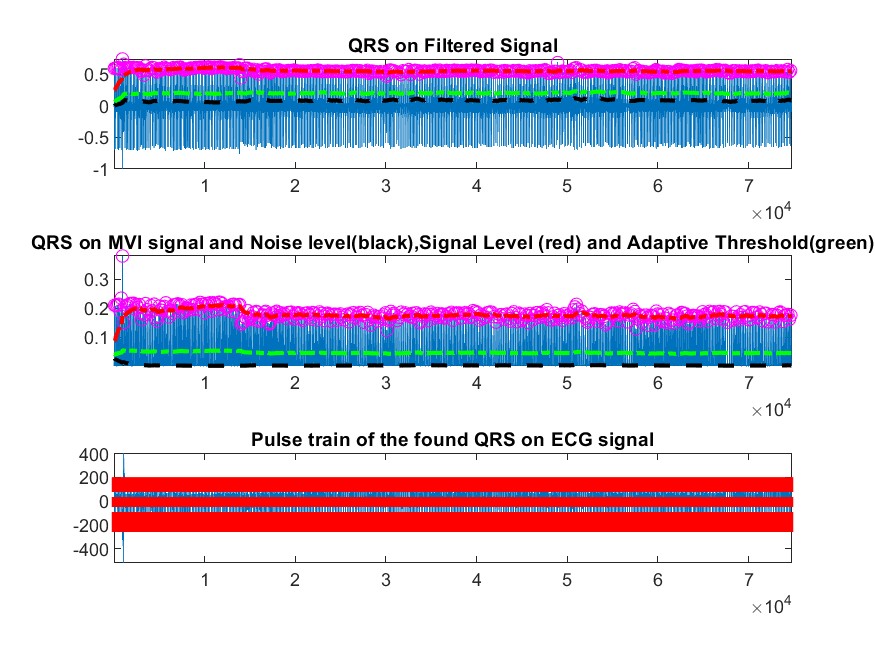 QRS on Filtered Signal
0.5
0
-0.5
-1
1 2 3 4 5 6 7
×10^4
QRS on MVI signal and Noise level(black),Signal Level (red) and Adaptive Threshold(green)
0.3
0.2
0.1
1 2 3 4 5 6 7
×10^4
Pulse train of the found QRS on ECG signal
400
200
0
-200
-400
1 2 3 4 5 6 7
×10^4